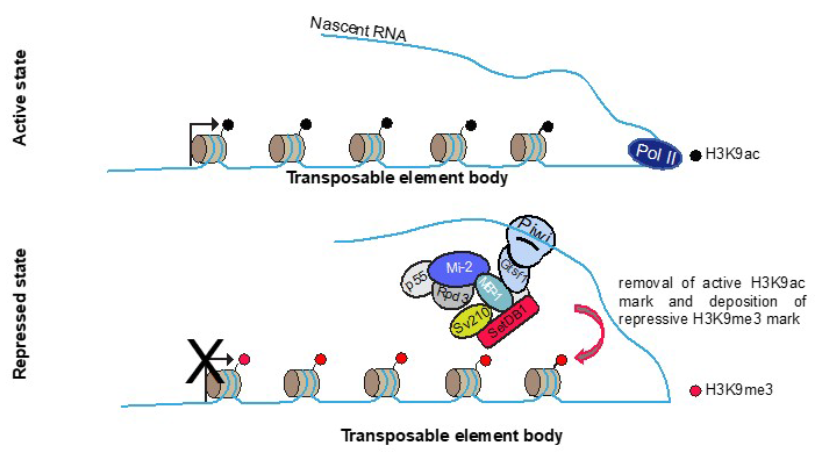 Nascent RNA
Active state
Pol II
H3K9ac
Transposable element body
Repressed state
Piwi
Gtsf1
Mi-2
p55
Rpd 3
MEP1
Sv210
SetDB1
removal of active H3K9ac
mark and deposition of
repressive H3K9me3 mark
X
H3K9me3
Transposable element body